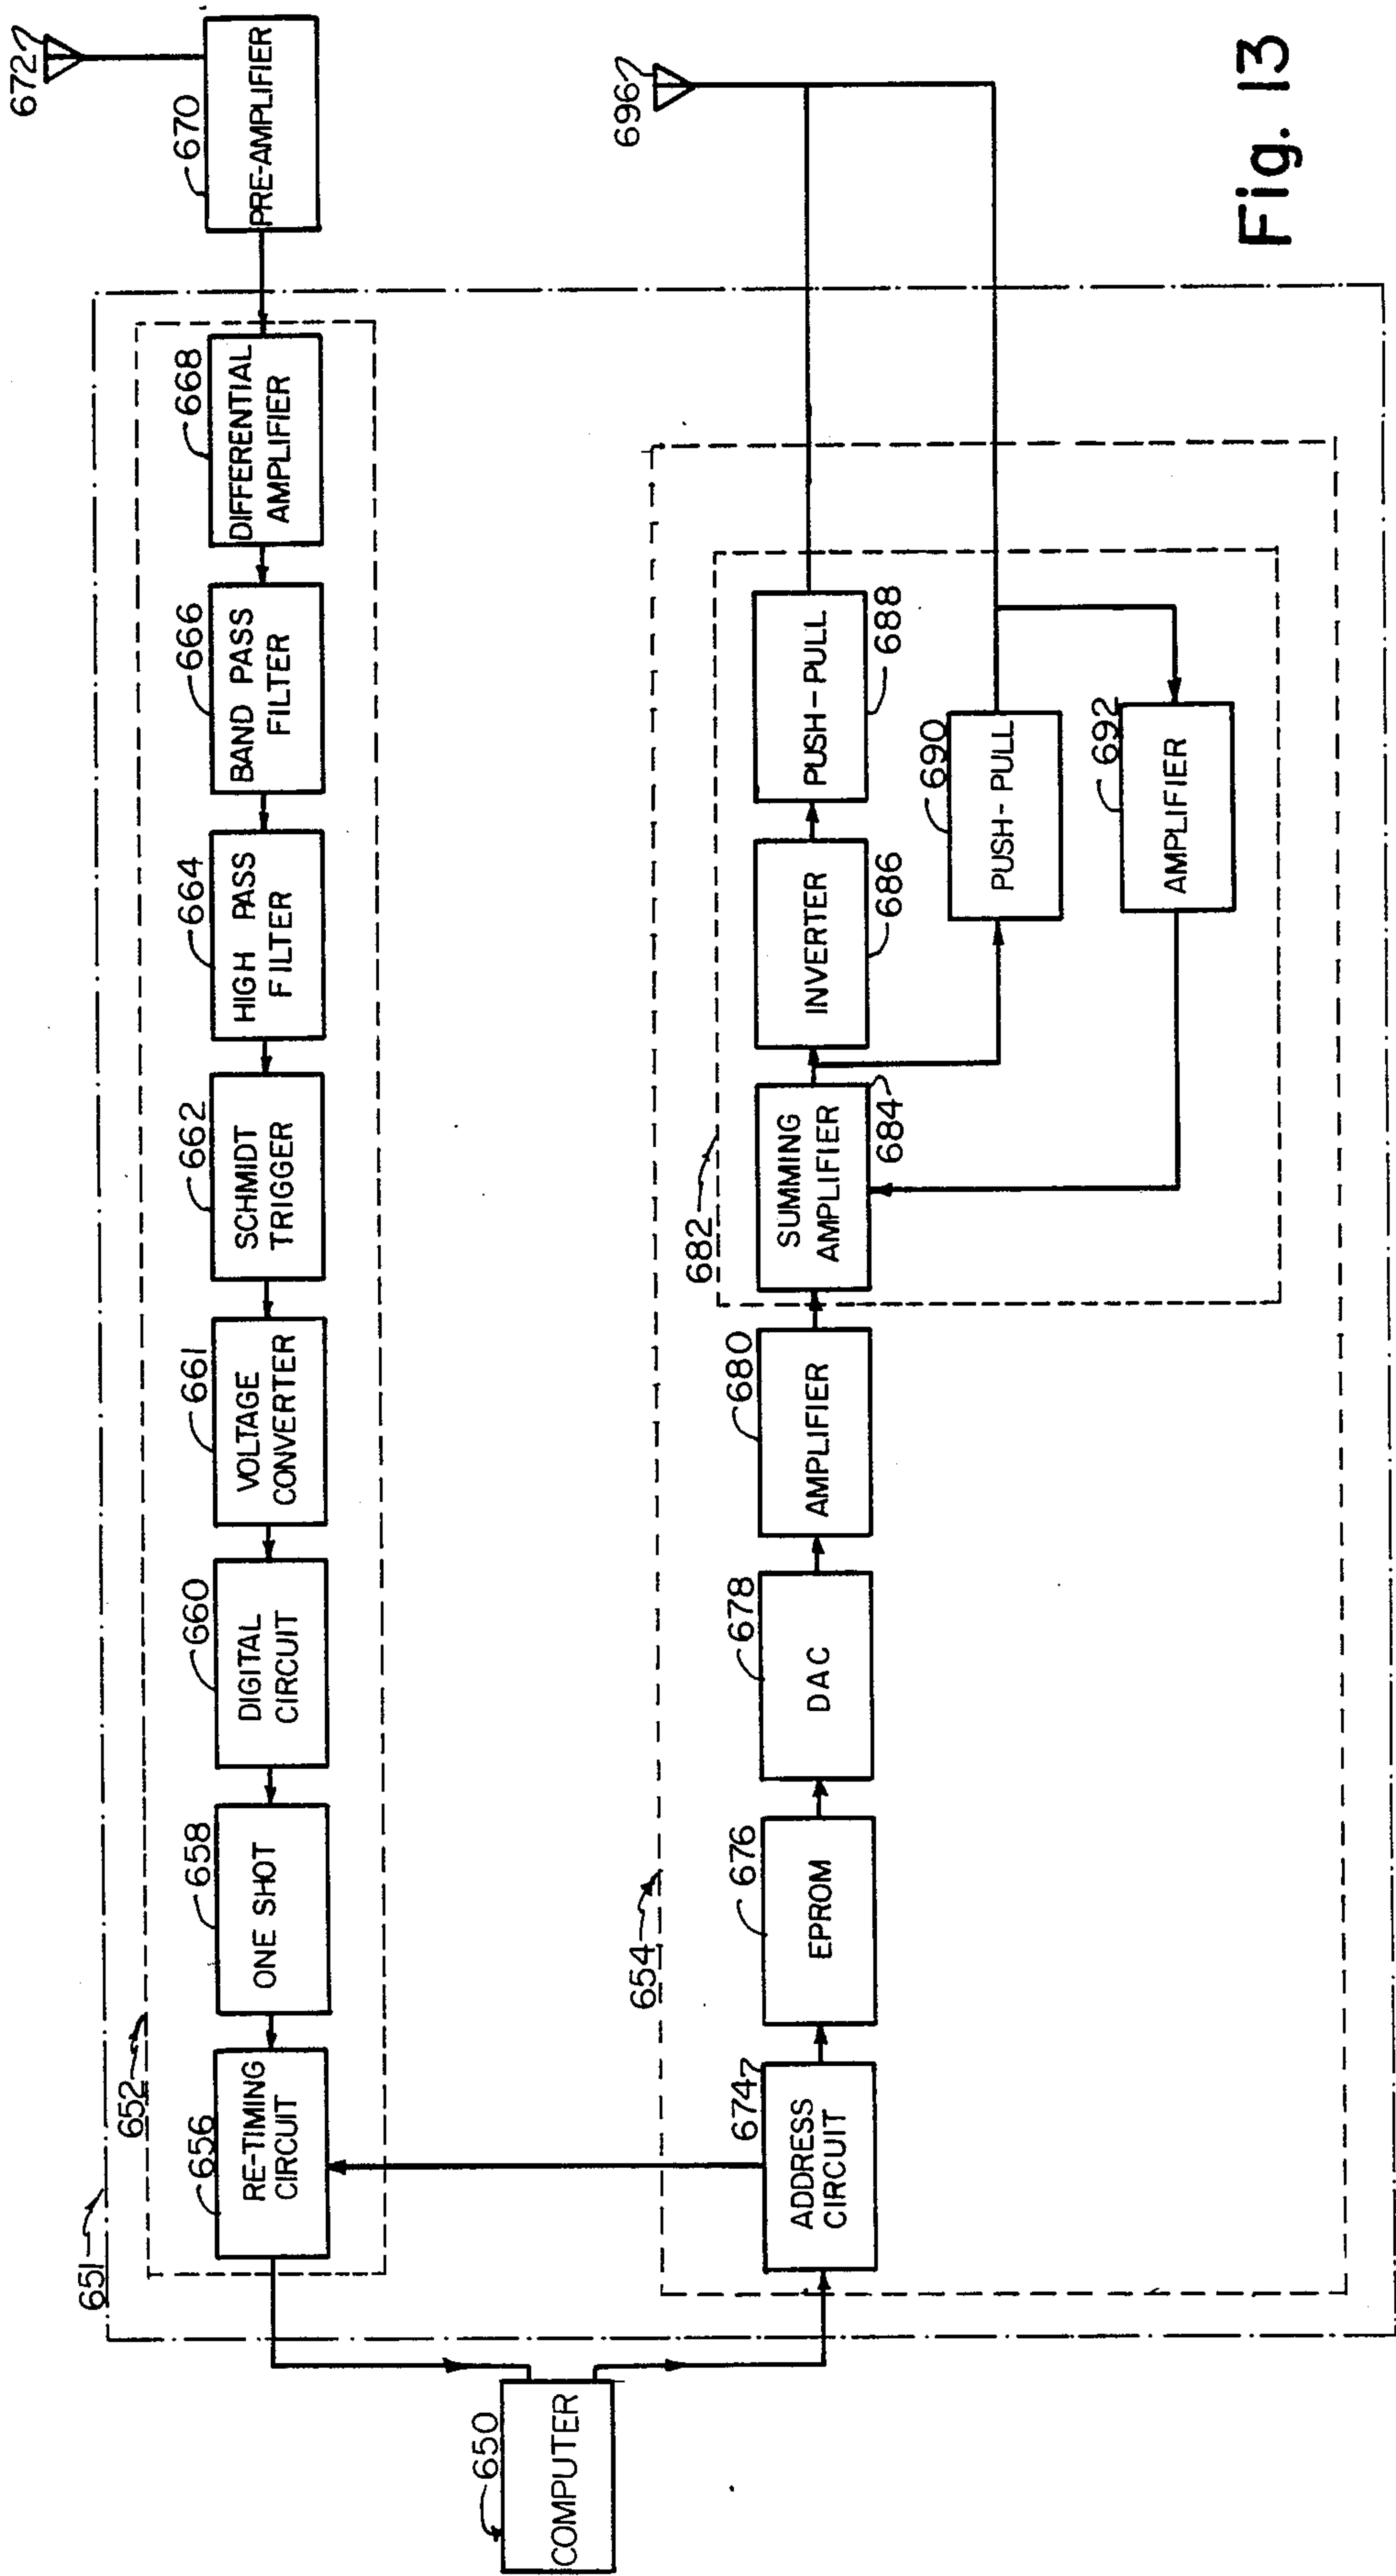 651
652
656
RE-TIMING
CIRCUIT
658
ONE SHOT
660
DIGITAL
CIRCUIT
661
VOLTAGE
CONVERTER
662
SCHMIDT
TRIGGER
664
HIGH PASS
FILTER
666
BAND PASS
FILTER
668
DIFFERENTIAL
AMPLIFIER
670
PRE-AMPLIFIER
672
650
COMPUTER
654
674
ADDRESS
CIRCUIT
676
EPROM
678
DAC
680
AMPLIFIER
682
SUMMING
AMPLIFIER
684
INVERTER
686
PUSH-PULL
688
690
PUSH-PULL
692
AMPLIFIER
696
Fig. 13